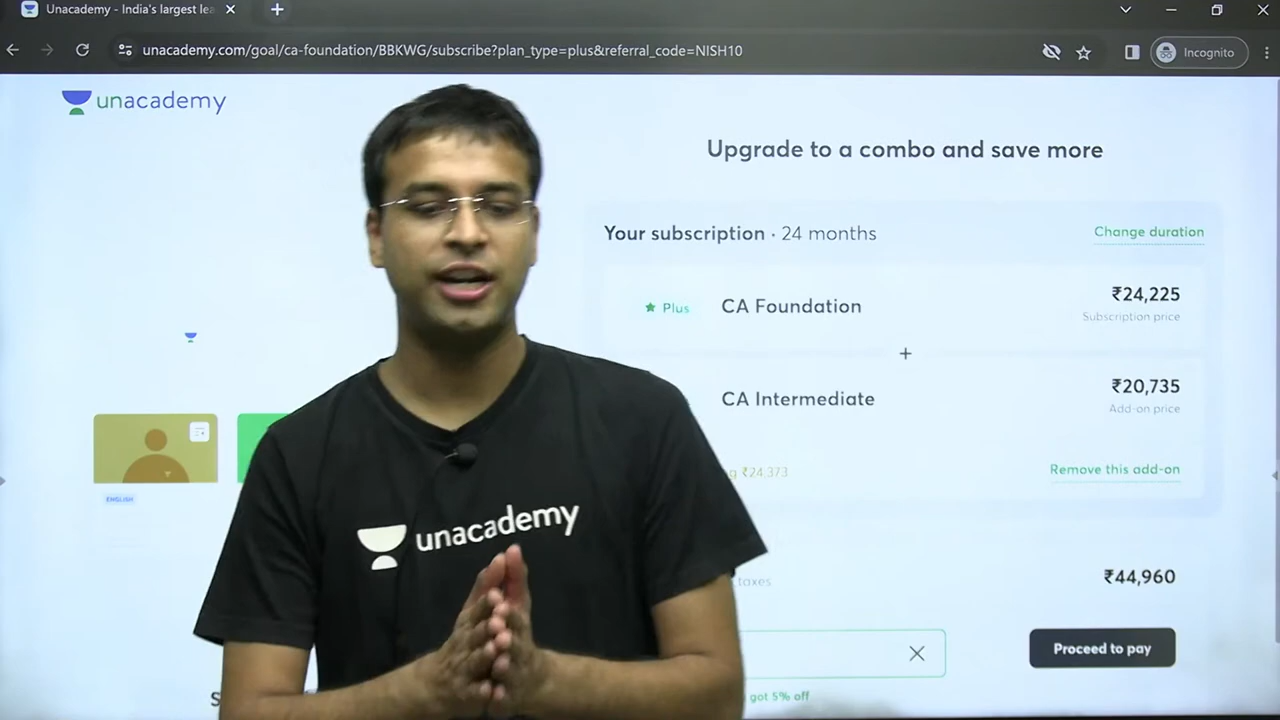 Unacademy - India's largest lea
unacademy.com/goal/ca-foundation/BBKWG/subscribe?plan_type=plus&referral_code=NISH10
Incognito
unacademy
Upgrade to a combo and save more
Your subscription · 24 months
Change duration
Plus
CA Foundation
₹24,225
Subscription price
+
CA Intermediate
₹20,735
Add-on price
₹24,373
Remove this add-on
ENGLISH
unacademy
taxes
₹44,960
Proceed to pay
got 5% off